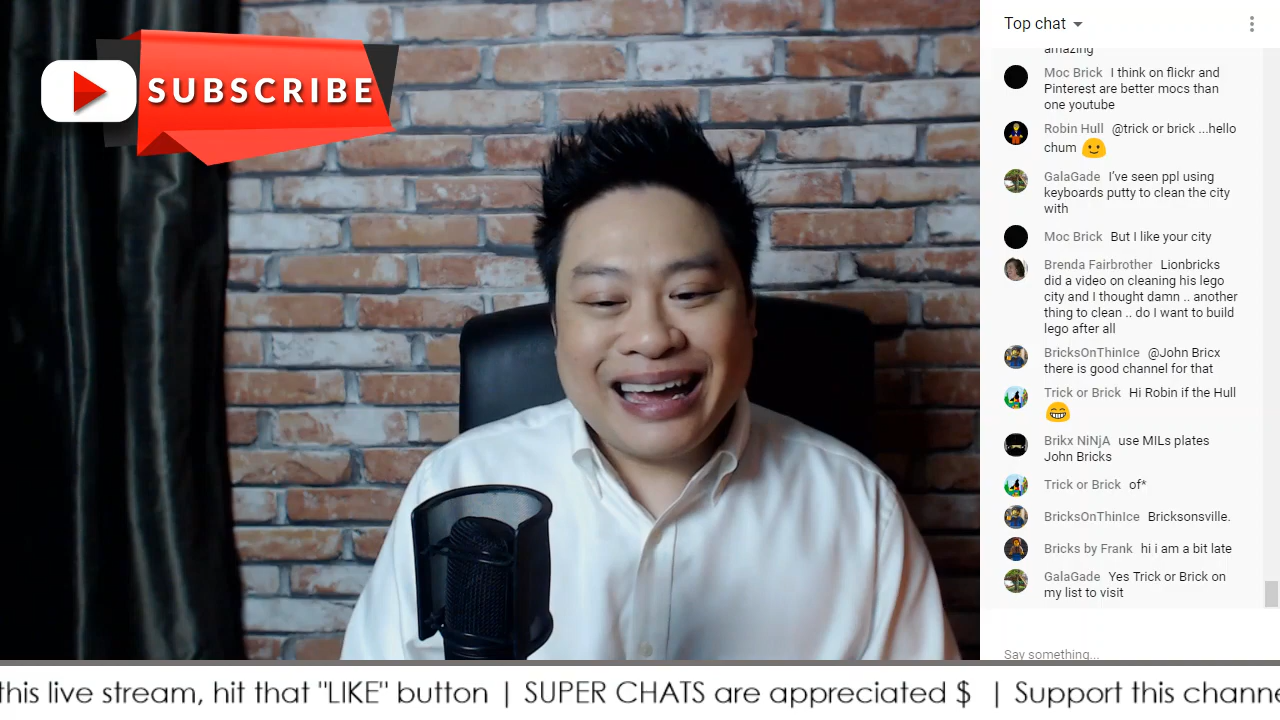 SUBSCRIBE
Top chat
amazing
Moc Brick I think on flickr and
Pinterest are better mocs than
one youtube
Robin Hull @trick or brick ...hello
chum
GalaGade I've seen ppl using
keyboards putty to clean the city
with
Moc Brick But I like your city
Brenda Fairbrother Lionbricks
did a video on cleaning his lego
city and I thought damn .. another
thing to clean .. do I want to build
lego after all
BricksOnThinIce @John Bricx
there is good channel for that
Trick or Brick Hi Robin if the Hull
Brikx NiNjA use MILs plates
John Bricks
Trick or Brick of*
BricksOnThinIce Bricksonsville.
Bricks by Frank hi i am a bit late
GalaGade Yes Trick or Brick on
my list to visit
Say something...
this live stream, hit that "LIKE" button | SUPER CHATS are appreciated $ | Support this channe